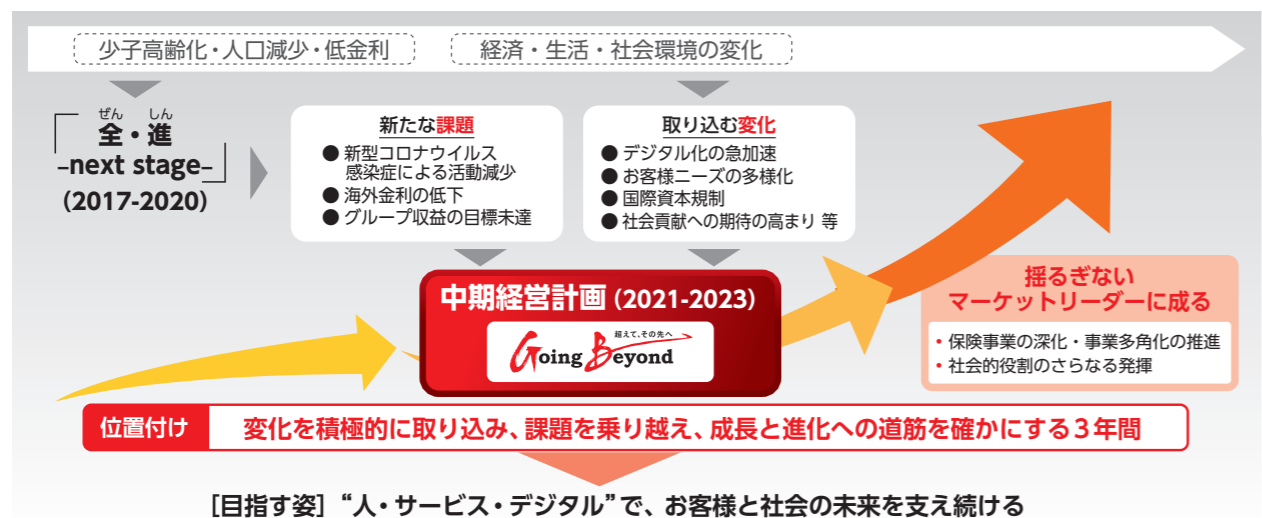 少子高齢化・人口減少・低金利
経済・生活・社会環境の変化
ぜん しん
「全・進
–next stage–」
(2017-2020)
新たな課題
● 新型コロナウイルス
感染症による活動減少
● 海外金利の低下
● グループ収益の目標未達
取り込む変化
● デジタル化の急加速
● お客様ニーズの多様化
● 国際資本規制
● 社会貢献への期待の高まり 等
中期経営計画(2021-2023)
超えて、その先へ
Going Beyond
揺るぎない
マーケットリーダーに成る
・保険事業の深化・事業多角化の推進
・社会的役割のさらなる発揮
位置付け 変化を積極的に取り込み、課題を乗り越え、成長と進化への道筋を確かにする3年間
[目指す姿] “人・サービス・デジタル”で、お客様と社会の未来を支え続ける